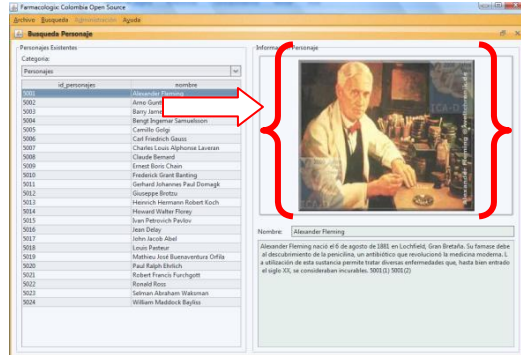 Farmacologia: Colombia Open Source
Archivo Busqueda Administracion Ayuda
Busqueda Personaje
Personajes Existentes
Categoria:
Personajes
id_personajes nombre
5001 Alexander Fleming
5002 Arno
5003 Barry
5004 Bengt Ingemar Samuelsson
5005 Camillo Golgi
5006 Carl Friedrich Gauss
5007 Charles Louis Alphonse Laveran
5008 Claude Bernard
5009 Ernest Boris Chain
5010 Frederick Grant Banting
5011 Gerhard Johannes Paul Domagk
5012 Giuseppe Brotzu
5013 Heinrich Hermann Robert Koch
5014 Howard Walter Florey
5015 Ivan Petrovich Pavlov
5016 Jean Delay
5017 John Jacob Abel
5018 Louis Pasteur
5019 Mathieu José Buenaventura Orfila
5020 Paul Ralph Ehrlich
5021 Robert Francis Furchgott
5022 Ronald Ross
5023 Selman Abraham Waksman
5024 William Maddock Bayliss
Personaje
ICA-O
Alexander Fleming
Nombre: Alexander Fleming
Alexander Fleming nació el 6 de agosto de 1881 en Lochfield, Gran Bretaña. Su famase debe
al descubrimiento de la penicilina, un antibiótico que revolucionó la medicina moderna. L
a utilización de esta sustancia permite tratar diversas enfermedades que, hasta bien entrado
el siglo XX, se consideraban incurables. 5001(1) 5001(2)